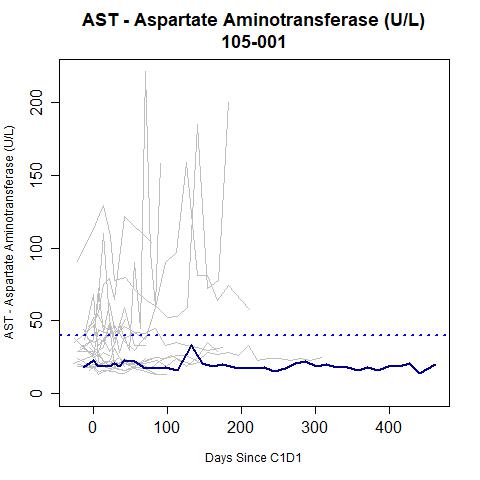 AST - Aspartate Aminotransferase (U/L)
105-001
AST - Aspartate Aminotransferase (U/L)
200
150
100
50
0
0 100 200 300 400
Days Since C1D1